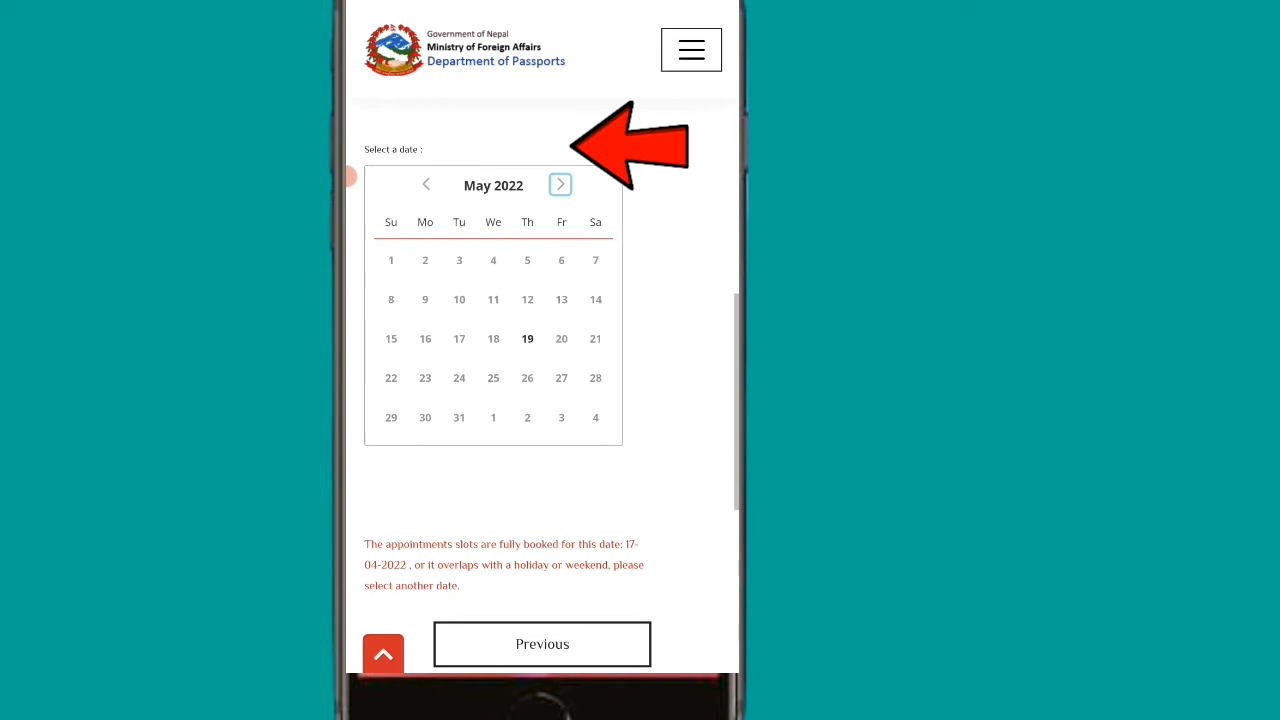 Government of Nepal
Ministry of Foreign Affairs
Department of Passports
Select a date :
May 2022
Su Mo Tu We Th Fr Sa
1 2 3 4 5 6 7
8 9 10 11 12 13 14
15 16 17 18 19 20 21
22 23 24 25 26 27 28
29 30 31 1 2 3 4
The appointments slots are fully booked for this date: 17-
04-2022 , or it overlaps with a holiday or weekend, please
select another date.
Previous